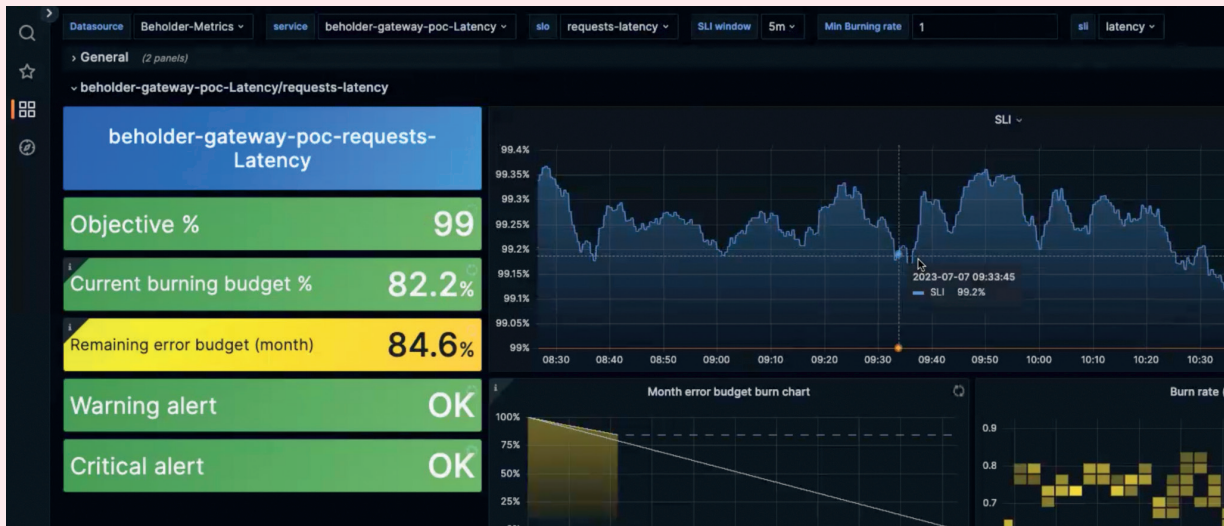 Datasource Beholder-Metrics service beholder-gateway-poc-Latency slo requests-latency SLI window 5m Min Burning rate 1 sli latency
General (2 panels)
beholder-gateway-poc-Latency/requests-latency
beholder-gateway-poc-requests-
Latency
Objective % 99
Current burning budget % 82.2%
Remaining error budget (month) 84.6%
Warning alert OK
Critical alert OK
SLI
99.4%
99.35%
99.3%
99.25%
99.2%
99.15%
99.1%
99.05%
99%
2023-07-07 09:33:45
SLI 99.2%
08:30 08:40 08:50 09:00 09:10 09:20 09:30 09:40 09:50 10:00 10:10 10:20 10:30
Month error budget burn chart
100%
75%
50%
25%
Burn rate (
0.9
0.8
0.7